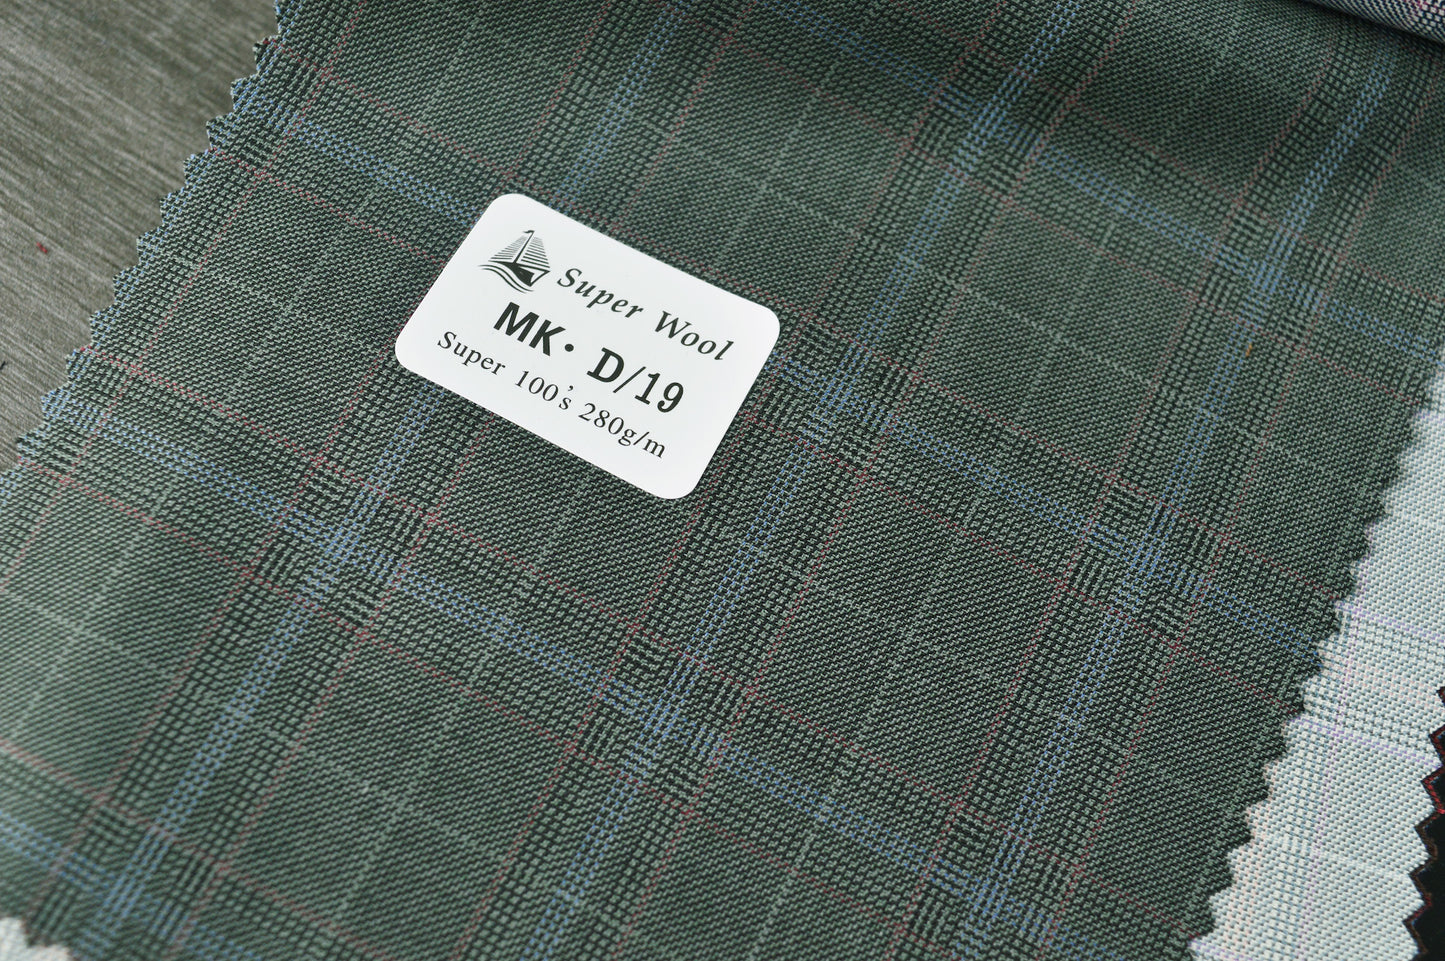 Super Wool
MK· D/19
Super 100's 280g/m